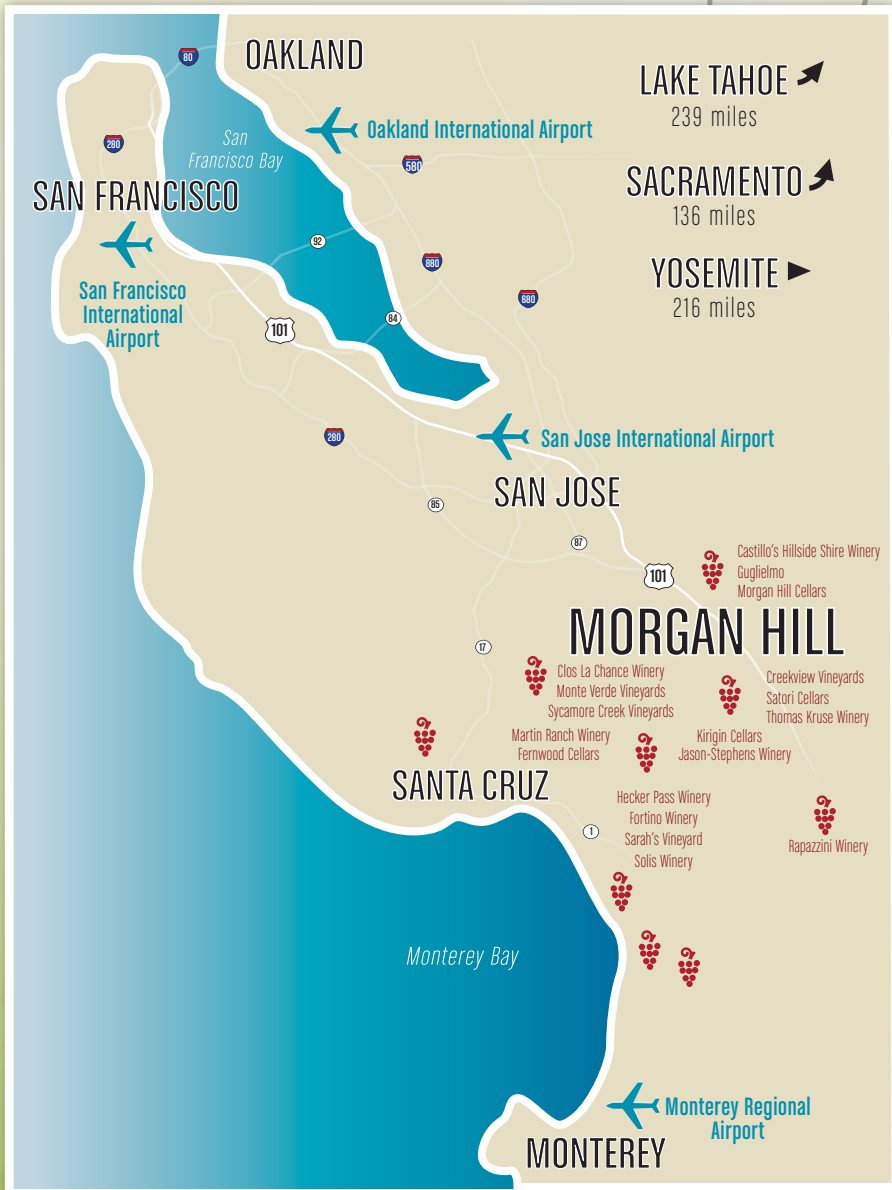 OAKLAND
80
LAKE TAHOE
239 miles
Oakland International Airport
San
Francisco Bay
280
580
SACRAMENTO
136 miles
SAN FRANCISCO
92
880
YOSEMITE
216 miles
680
San Francisco
International
Airport
101
84
280
San Jose International Airport
SAN JOSE
85
87
101
Castillo's Hillside Shire Winery
Guglielmo
Morgan Hill Cellars
MORGAN HILL
17
Clos La Chance Winery
Monte Verde Vineyards
Sycamore Creek Vineyards
Creekview Vineyards
Satori Cellars
Thomas Kruse Winery
Martin Ranch Winery
Fernwood Cellars
Kirigin Cellars
Jason-Stephens Winery
SANTA CRUZ
Hecker Pass Winery
Fortino Winery
Sarah's Vineyard
Solis Winery
1
Rapazzini Winery
Monterey Bay
Monterey Regional
Airport
MONTEREY